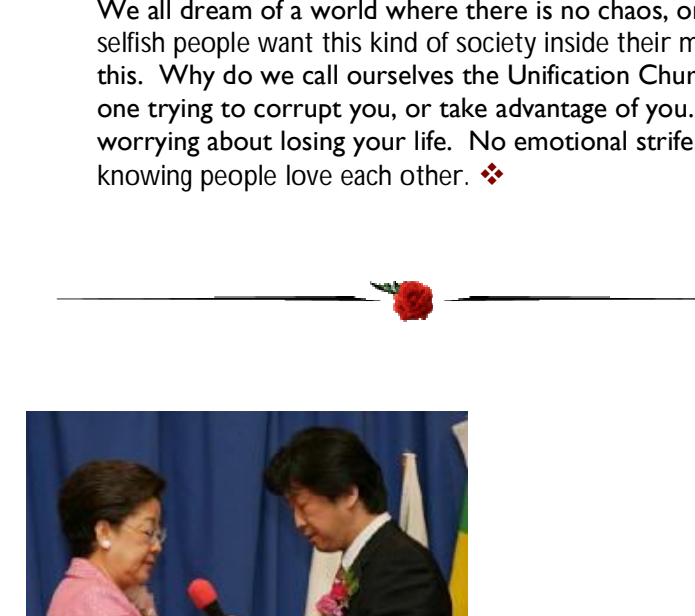 We all dream of a world where there is no chaos, or
selfish people want this kind of society inside their m
this.  Why do we call ourselves the Unification Chur
one trying to corrupt you, or take advantage of you.
worrying about losing your life.  No emotional strife
knowing people love each other. ❖